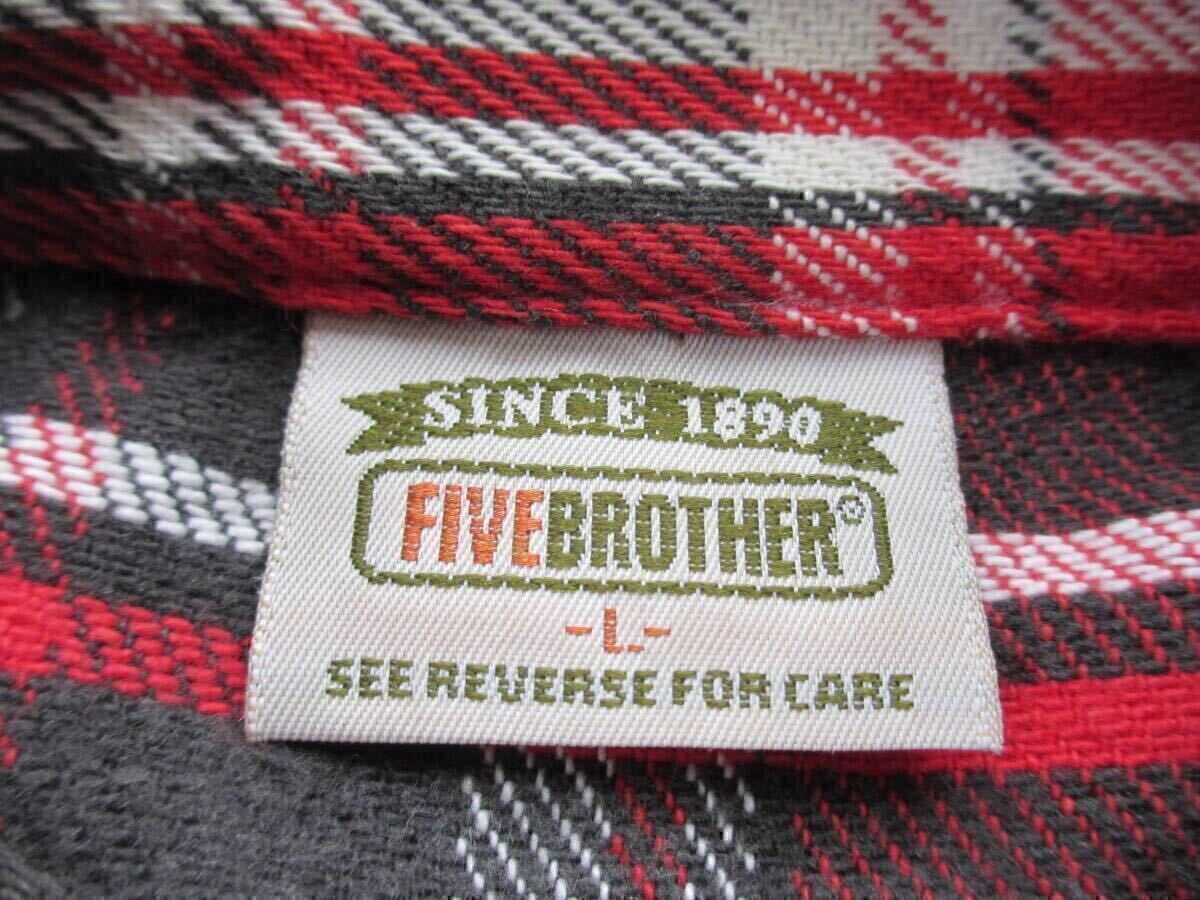 SINCE 1890
FIVEBROTHER®
-L-
SEE REVERSE FOR CARE